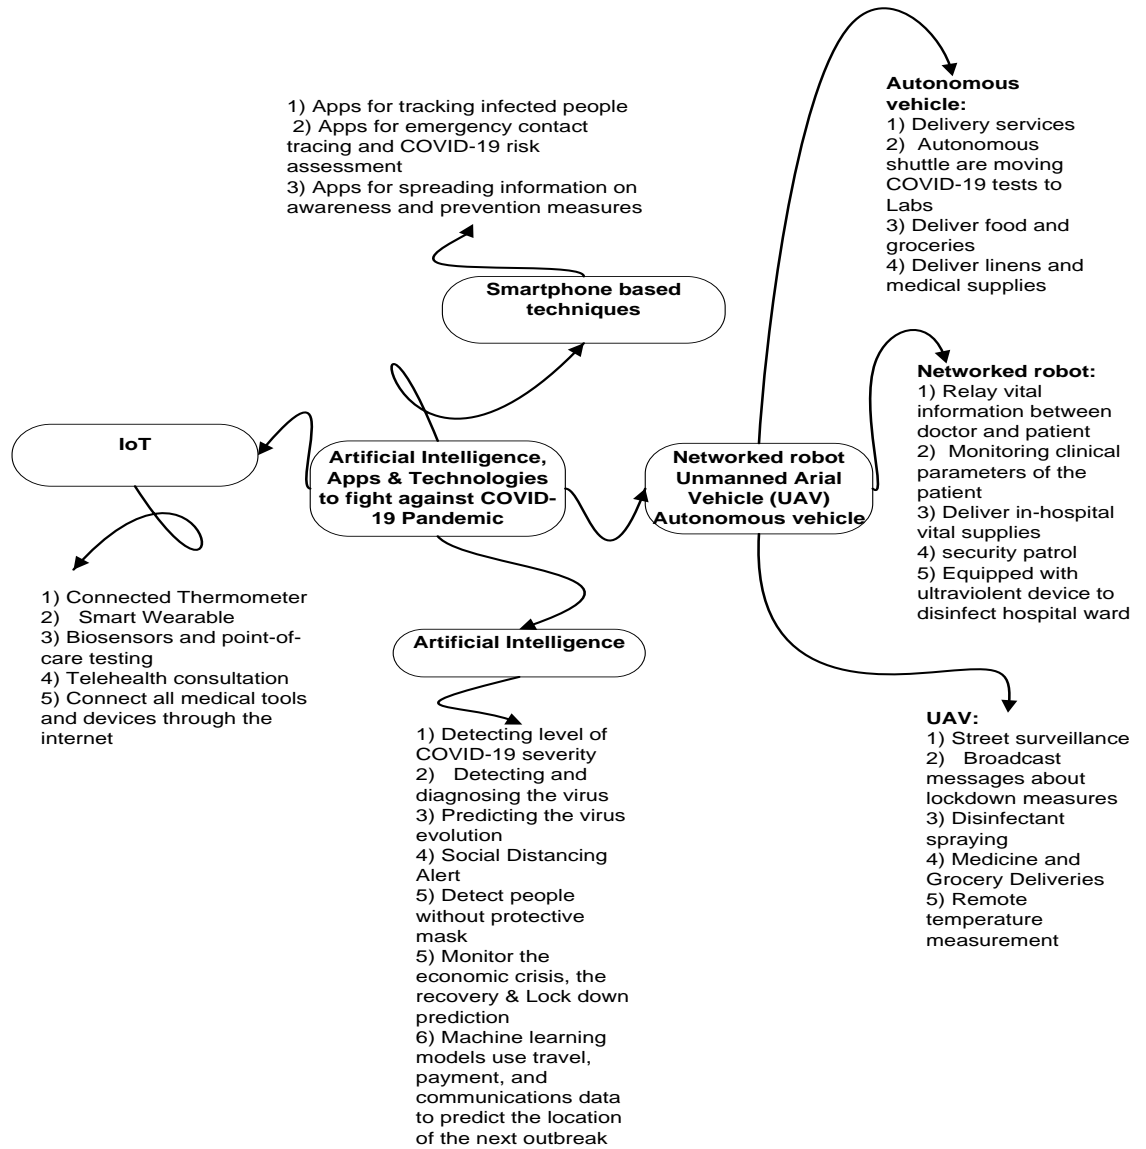 1) Apps for tracking infected people
2) Apps for emergency contact
tracing and COVID-19 risk
assessment
3) Apps for spreading information on
awareness and prevention measures
Smartphone based
techniques
IoT
1) Connected Thermometer
2) Smart Wearable
3) Biosensors and point-of-
care testing
4) Telehealth consultation
5) Connect all medical tools
and devices through the
internet
Artificial Intelligence,
Apps & Technologies
to fight against COVID-
19 Pandemic
Artificial Intelligence
1) Detecting level of
COVID-19 severity
2) Detecting and
diagnosing the virus
3) Predicting the virus
evolution
4) Social Distancing
Alert
5) Detect people
without protective
mask
5) Monitor the
economic crisis, the
recovery & Lock down
prediction
6) Machine learning
models use travel,
payment, and
communications data
to predict the location
of the next outbreak
Networked robot
Unmanned Arial
Vehicle (UAV)
Autonomous vehicle
Autonomous
vehicle:
1) Delivery services
2) Autonomous
shuttle are moving
COVID-19 tests to
Labs
3) Deliver food and
groceries
4) Deliver linens and
medical supplies
Networked robot:
1) Relay vital
information between
doctor and patient
2) Monitoring clinical
parameters of the
patient
3) Deliver in-hospital
vital supplies
4) security patrol
5) Equipped with
ultraviolent device to
disinfect hospital ward
UAV:
1) Street surveillance
2) Broadcast
messages about
lockdown measures
3) Disinfectant
spraying
4) Medicine and
Grocery Deliveries
5) Remote
temperature
measurement